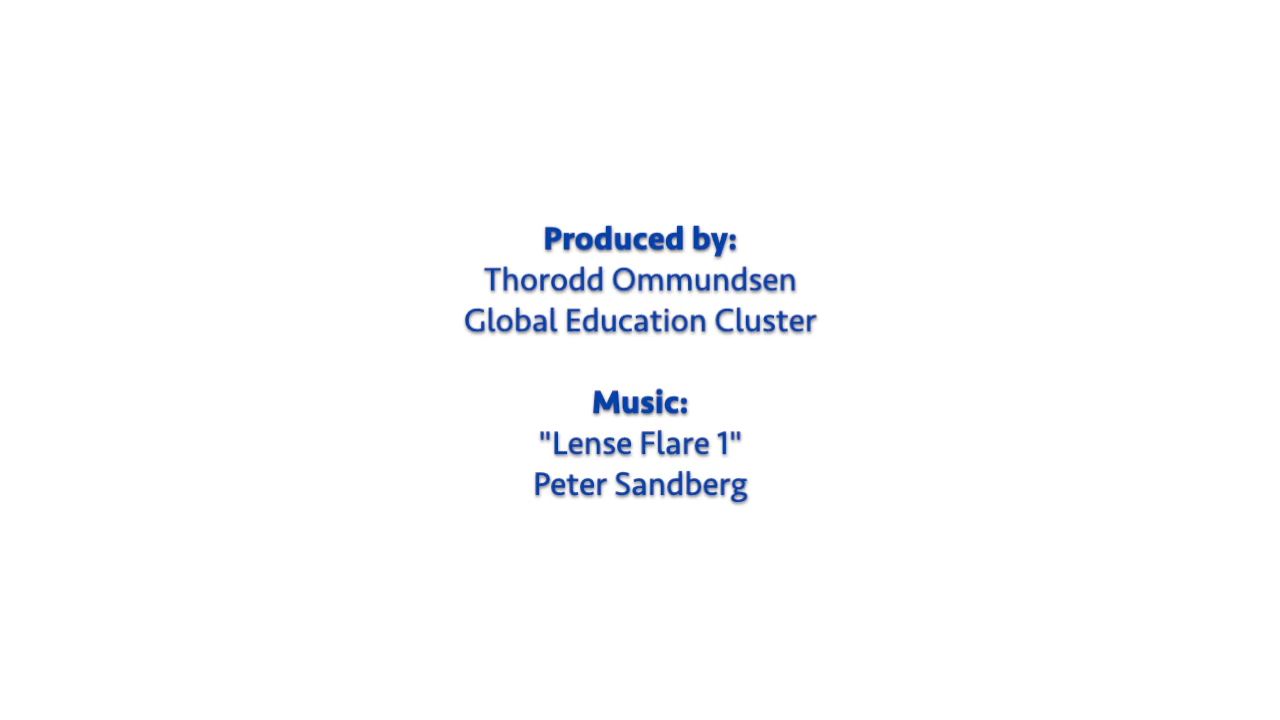 Produced by:
Thorodd Ommundsen
Global Education Cluster
Music:
"Lense Flare 1"
Peter Sandberg